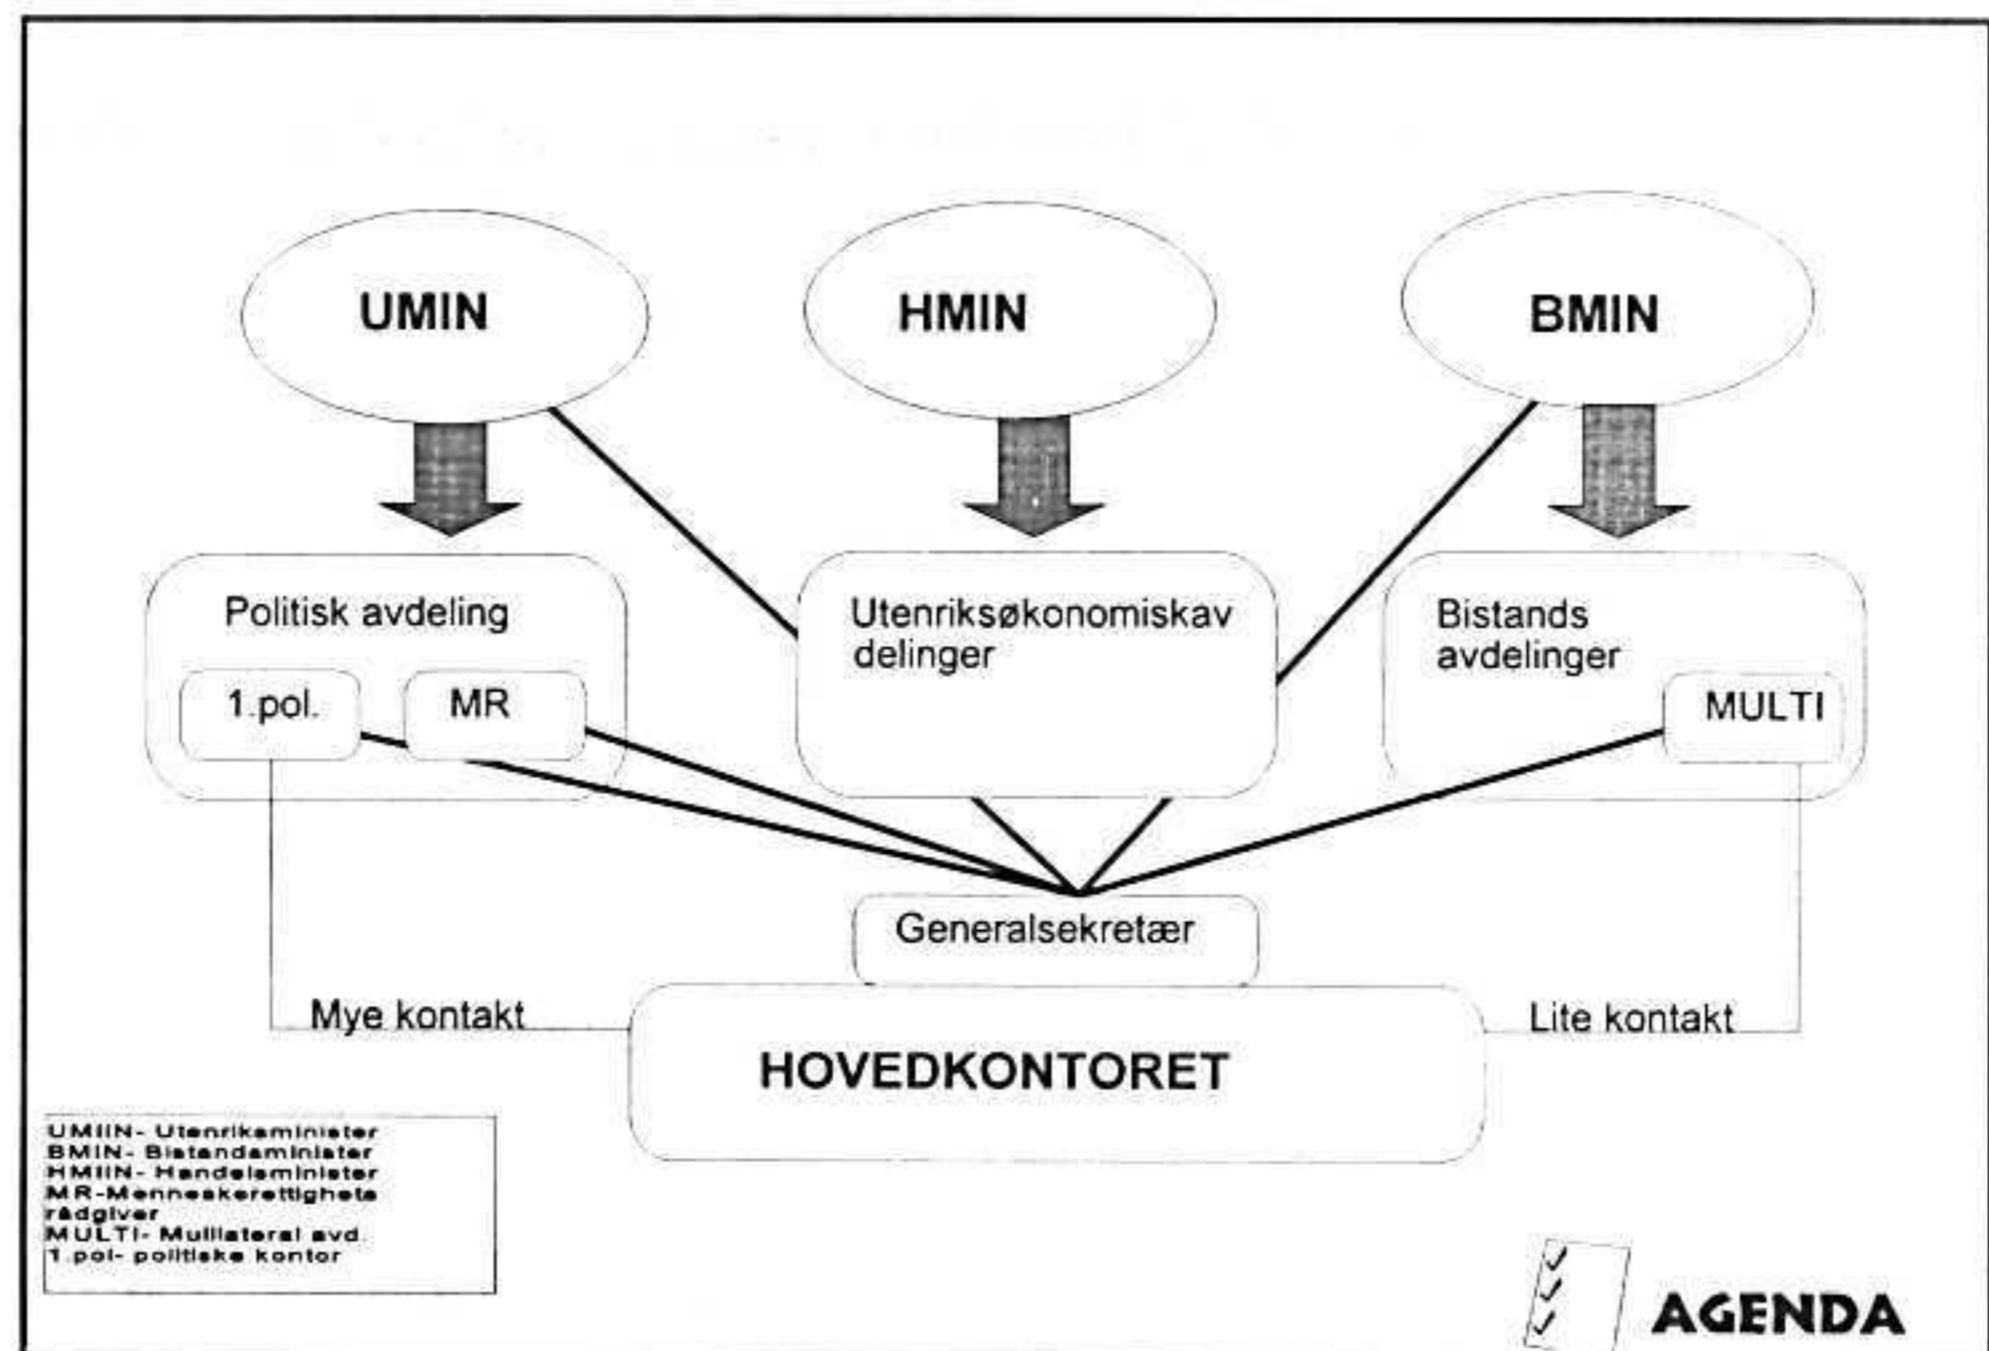 UMIN
HMIN
BMIN
Politisk avdeling
1.pol.
MR
Utenriksøkonomiskav
delinger
Bistands
avdelinger
MULTI
Generalsekretær
Mye kontakt
Lite kontakt
HOVEDKONTORET
UMIIN- Utenriksminister
BMIN- Bistandsminister
HMIIN- Handelsminister
MR-Menneskerettighets
rådgiver
MULTI- Mulilateral avd.
1.pol- politiske kontor
AGENDA